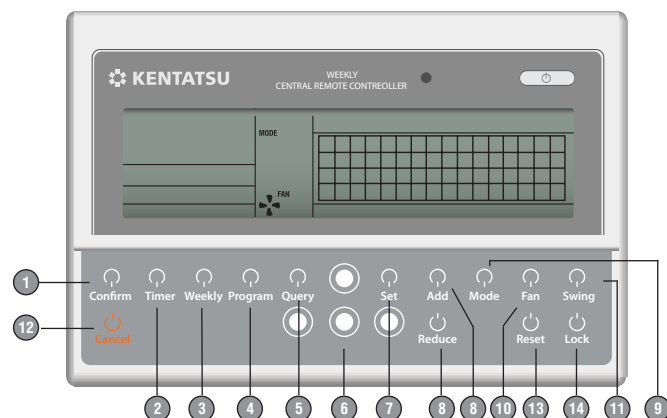 KENTATSU
WEEKLY
CENTRAL REMOTE CONTREOLLER
MODE
FAN
1
Confirm Timer Weekly Program Query Set Add Mode Fan Swing
12
Cancel Reduce Reset Lock
2 3 4 5 6 7 8 8 10 13 14 11 9